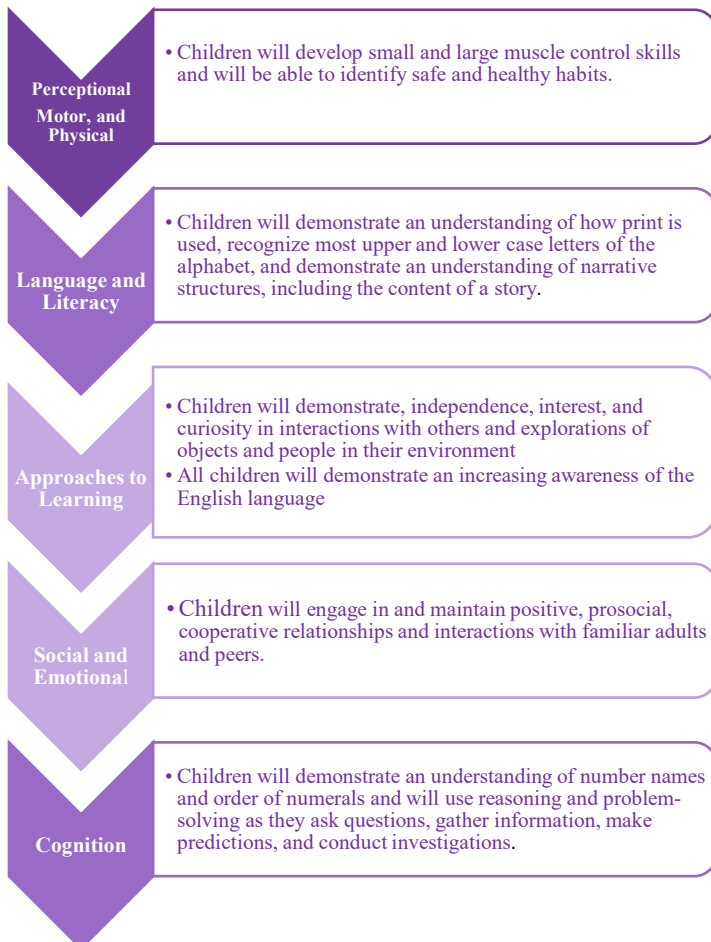 Perceptional
Motor, and
Physical
• Children will develop small and large muscle control skills
and will be able to identify safe and healthy habits.
Language and
Literacy
• Children will demonstrate an understanding of how print is
used, recognize most upper and lower case letters of the
alphabet, and demonstrate an understanding of narrative
structures, including the content of a story.
Approaches to
Learning
• Children will demonstrate, independence, interest, and
curiosity in interactions with others and explorations of
objects and people in their environment
• All children will demonstrate an increasing awareness of the
English language
Social and
Emotional
• Children will engage in and maintain positive, prosocial,
cooperative relationships and interactions with familiar adults
and peers.
Cognition
• Children will demonstrate an understanding of number names
and order of numerals and will use reasoning and problem-
solving as they ask questions, gather information, make
predictions, and conduct investigations.